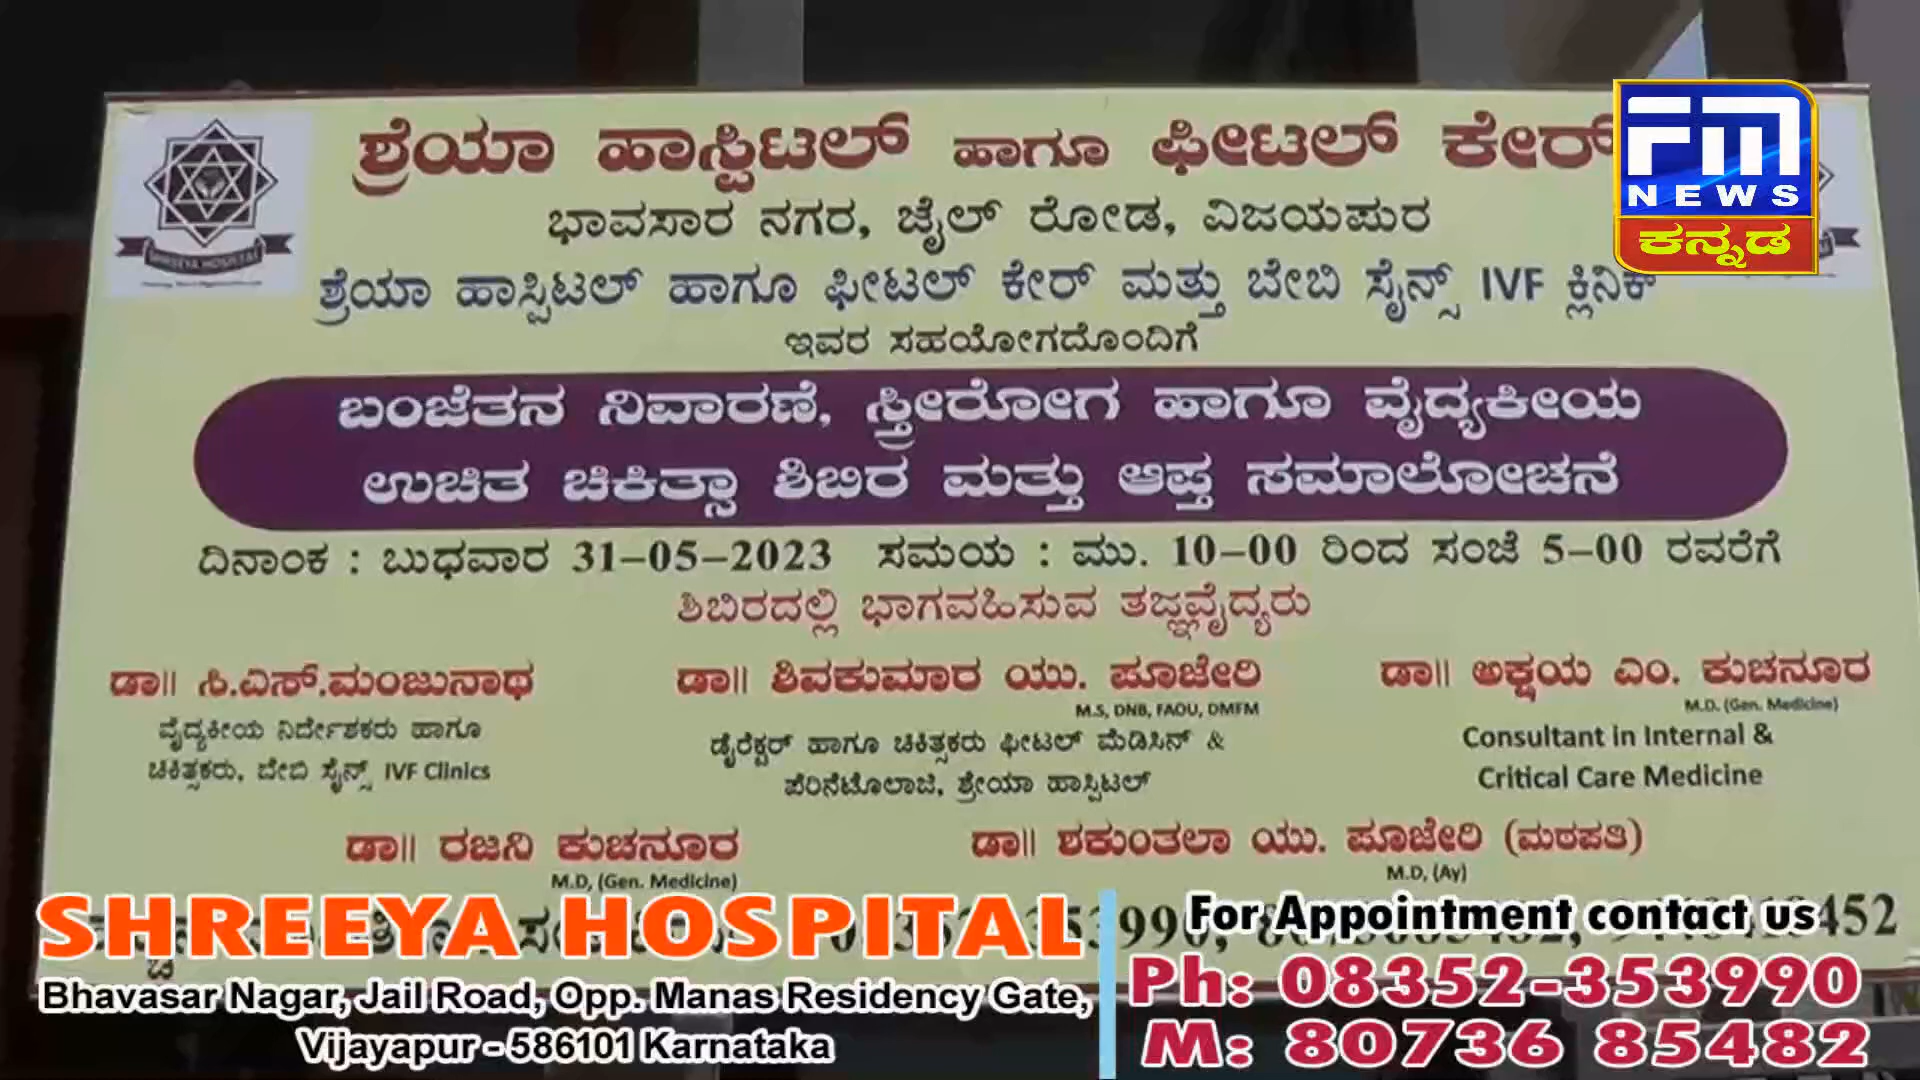 ಶ್ರೆಯಾ ಹಾಸ್ಪಿಟಲ್ ಹಾಗೂ ಫೀಟಲ್ ಕೇರ್
FM
NEWS
ಕನ್ನಡ
SHREEYA HOSPITAL
ಭಾವಸಾರ ನಗರ, ಜೈಲ್ ರೋಡ, ವಿಜಯಪುರ
ಶ್ರೆಯಾ ಹಾಸ್ಪಿಟಲ್ ಹಾಗೂ ಫೀಟಲ್ ಕೇರ್ ಮತ್ತು ಬೇಬಿ ಸೈನ್ಸ್ IVF ಕ್ಲಿನಿಕ್
ಇವರ ಸಹಯೋಗದೊಂದಿಗೆ
ಬಂಜೆತನ ನಿವಾರಣೆ, ಸ್ತ್ರೀರೋಗ ಹಾಗೂ ವೈದ್ಯಕೀಯ
ಉಚಿತ ಚಿಕಿತ್ಸಾ ಶಿಬಿರ ಮತ್ತು ಆಪ್ತ ಸಮಾಲೋಚನೆ
ದಿನಾಂಕ : ಬುಧವಾರ 31-05-2023 ಸಮಯ : ಮು. 10-00 ರಿಂದ ಸಂಜೆ 5-00 ರವರೆಗೆ
ಶಿಬಿರದಲ್ಲಿ ಭಾಗವಹಿಸುವ ತಜ್ಞವೈದ್ಯರು
ಡಾ|| ಸಿ.ಎಸ್.ಮಂಜುನಾಥ
ವೈದ್ಯಕೀಯ ನಿರ್ದೇಶಕರು ಹಾಗೂ
ಚಿಕಿತ್ಸಕರು, ಬೇಬಿ ಸೈನ್ಸ್ IVF Clinics
ಡಾ|| ಶಿವಕುಮಾರ ಯು. ಪೂಜೇರಿ
M.S, DNB, FAOU, DMFM
ಡೈರೆಕ್ಟರ್ ಹಾಗೂ ಚಿಕಿತ್ಸಕರು ಫೀಟಲ್ ಮೆಡಿಸಿನ್ &
ಪೆರಿನೆಟೊಲಾಜಿ, ಶ್ರೇಯಾ ಹಾಸ್ಪಿಟಲ್
ಡಾ|| ಅಕ್ಷಯ ಎಂ. ಕುಚನೂರ
M.D. (Gen. Medicine)
Consultant in Internal &
Critical Care Medicine
ಡಾ|| ರಜನಿ ಕುಚನೂರ
M.D, (Gen. Medicine)
ಡಾ|| ಶಕುಂತಲಾ ಯು. ಪೂಜೇರಿ (ಮಠಪತಿ)
M.D, (Ay)
SHREEYA HOSPITAL
Bhavasar Nagar, Jail Road, Opp. Manas Residency Gate,
Vijayapur - 586101 Karnataka
For Appointment contact us
Ph: 08352-353990
M: 80736 85482